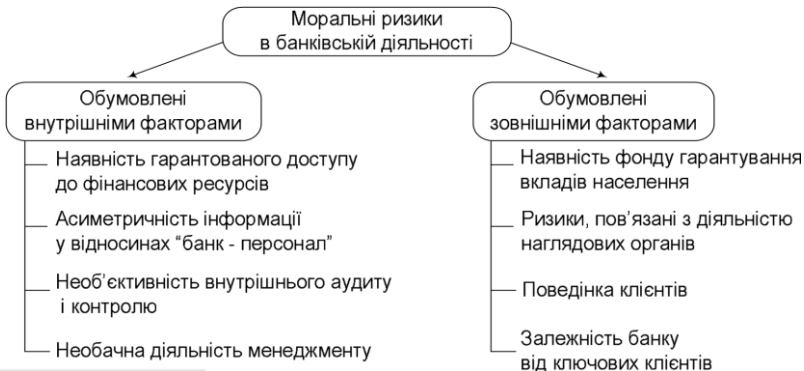 Моральні ризики
в банківській діяльності
Обумовлені
внутрішніми факторами
Наявність гарантованого доступу
до фінансових ресурсів
Асиметричність інформації
у відносинах “банк - персонал”
Необ’єктивність внутрішнього аудиту
і контролю
Необачна діяльність менеджменту
Обумовлені
зовнішніми факторами
Наявність фонду гарантування
вкладів населення
Ризики, пов’язані з діяльністю
наглядових органів
Поведінка клієнтів
Залежність банку
від ключових клієнтів